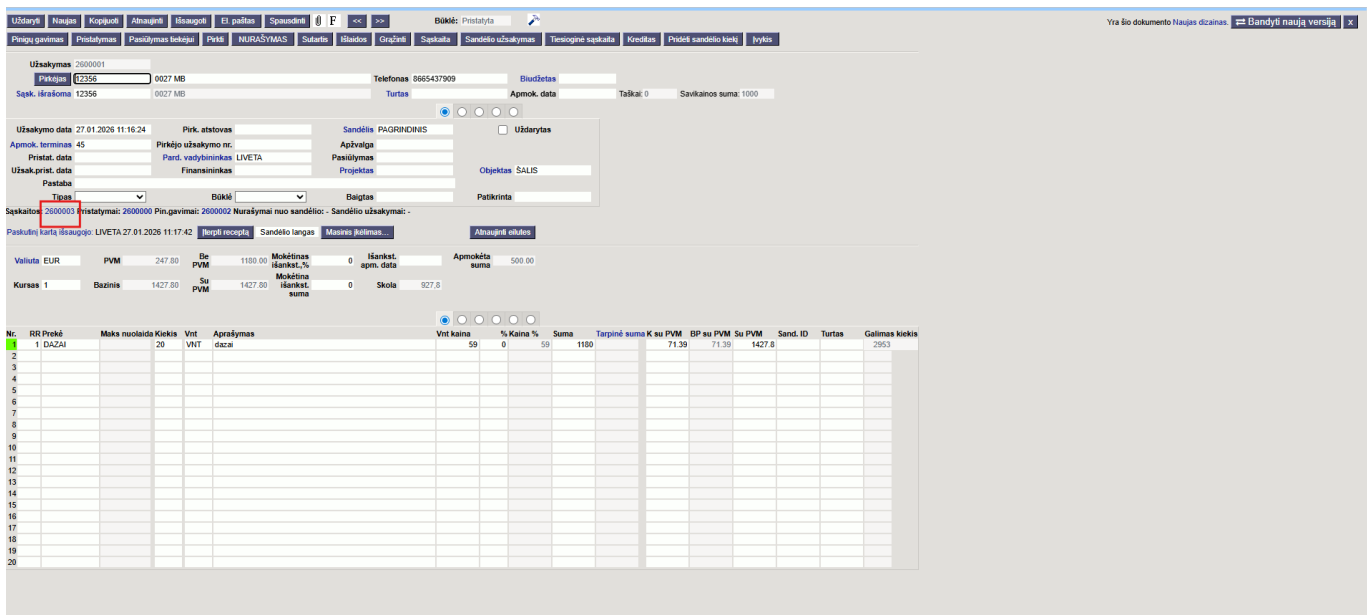 Uždaryti Naujas Kopijuoti Atnaujinti Išsaugoti El. paštas Spausdinti F << >> Būklė: Pristatyta Yra šio dokumento Naujas dizainas. Bandyti naują versiją x
Pinigų gavimas Pristatymas Pasiūlymas tiekėjui Pirkti NURAŠYMAS Sutartis Išlaidos Grąžinti Sąskaita Sandėlio užsakymas Tiesioginė sąskaita Kreditas Pridėti sandėlio kiekį Įvykis
Užsakymas 2600001
Pirkėjas 12356 0027 MB Telefonas 8665437909 Biudžetas
Sąsk. išrašoma 12356 0027 MB Turtas Apmok. data Taškai: 0 Savikainos suma: 1000
Užsakymo data 27.01.2026 11:16:24 Pirk. atstovas Sandėlis PAGRINDINIS Uždarytas
Apmok. terminas 45 Pirkėjo užsakymo nr. Apžvalga
Pristat. data Pard. vadybininkas LIVETA Pasiūlymas
Užsak.prist. data Finansininkas Projektas Objektas ŠALIS
Pastaba
Tipas Būklė Baigtas Patikrinta
Sąskaitos: 2600003 Pristatymai: 2600000 Pin.gavimai: 2600002 Nurašymai nuo sandėlio: - Sandėlio užsakymai: -
Paskutinį kartą išsaugojo: LIVETA 27.01.2026 11:17:42 Įterpti receptą Sandėlio langas Masinis įkėlimas... Atnaujinti eilutes
Valiuta EUR PVM 247.80 Be PVM 1180.00 Mokėtinas išankst.,% 0 Išankst. apm. data Apmokėta suma 500.00
Kursas 1 Bazinis 1427.80 Su PVM 1427.80 Mokėtina išankst. suma 0 Skola 927,8
Nr. RR Prekė Maks nuolaida Kiekis Vnt Aprašymas Vnt kaina % Kaina % Suma Tarpinė suma K su PVM BP su PVM Su PVM Sand. ID Turtas Galimas kiekis
1 1 DAZAI 20 VNT dazai 59 0 59 1180 71.39 71.39 1427.8 2953
2
3
4
5
6
7
8
9
10
11
12
13
14
15
16
17
18
19
20